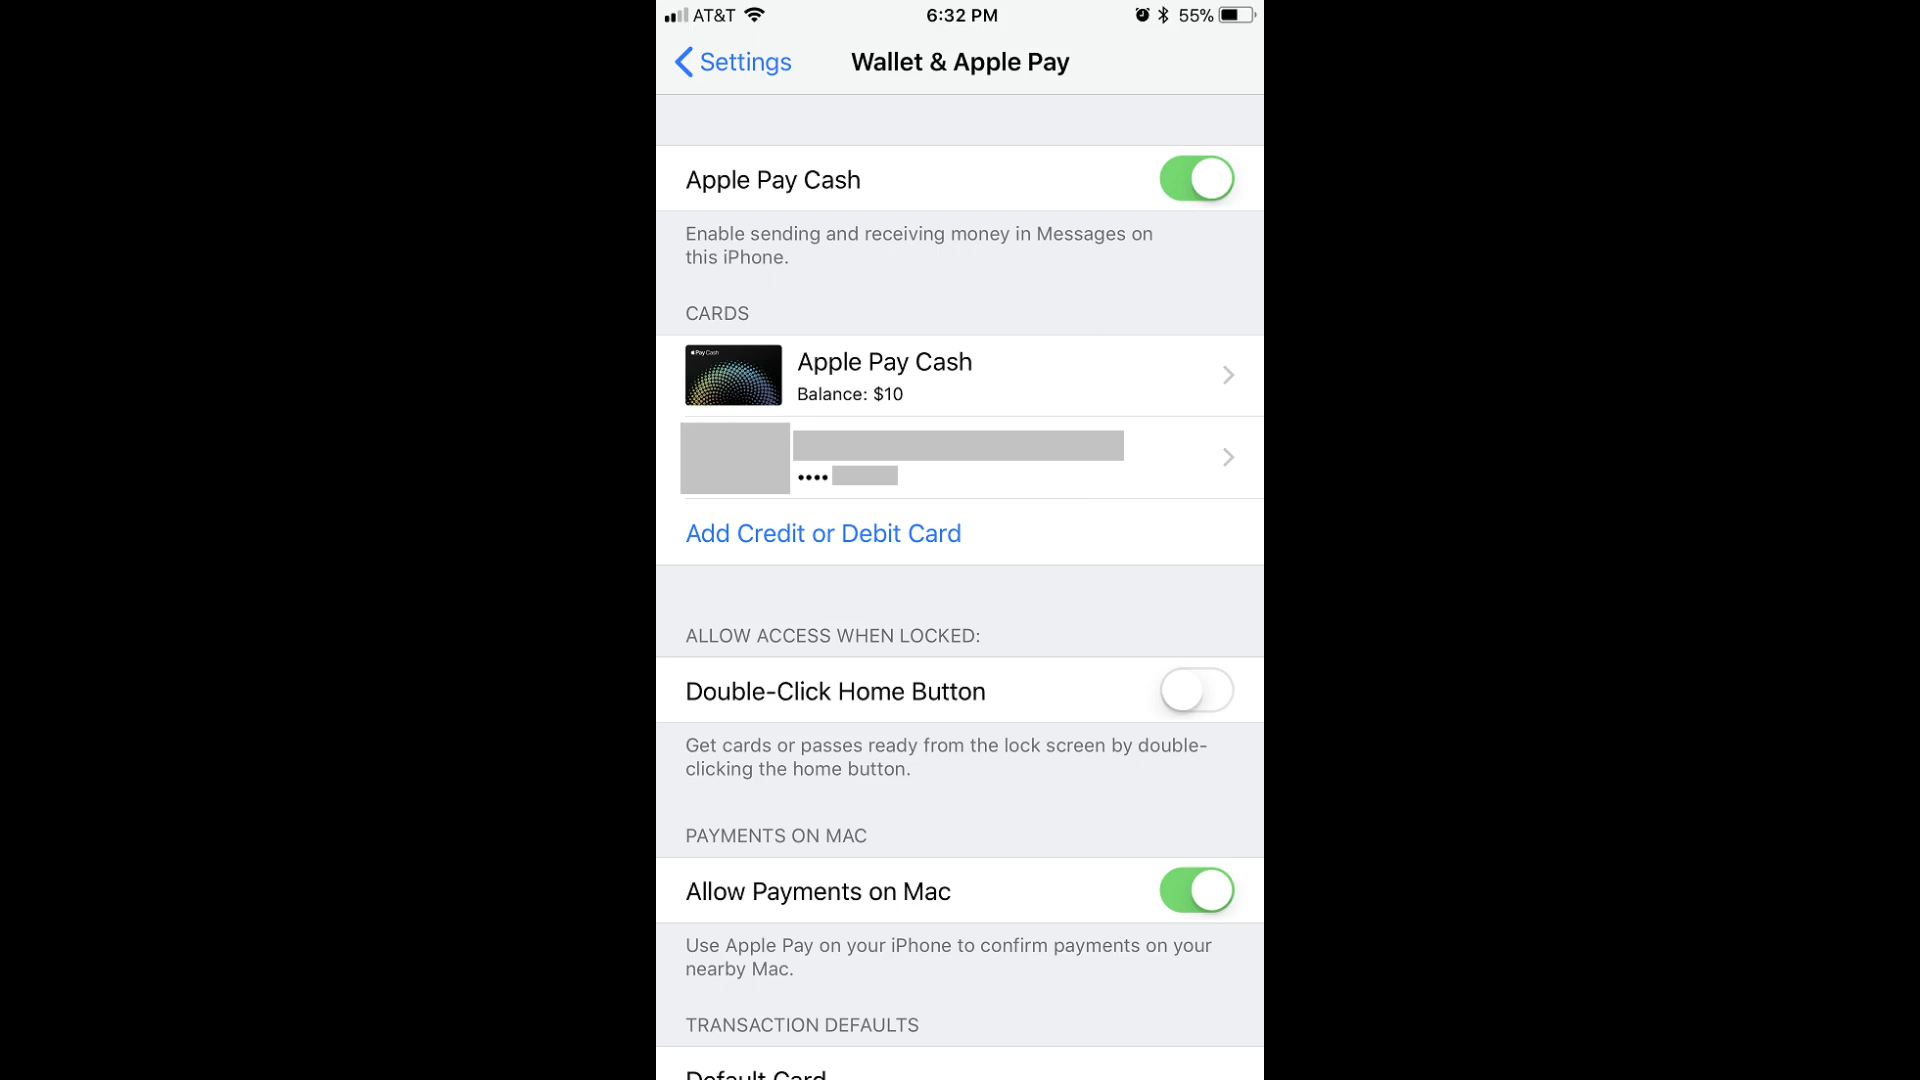 AT&T 6:32 PM 55%
Settings Wallet & Apple Pay
Apple Pay Cash
Enable sending and receiving money in Messages on
this iPhone.
CARDS
Pay Cash
Apple Pay Cash
Balance: $10
••••
Add Credit or Debit Card
ALLOW ACCESS WHEN LOCKED:
Double-Click Home Button
Get cards or passes ready from the lock screen by double-
clicking the home button.
PAYMENTS ON MAC
Allow Payments on Mac
Use Apple Pay on your iPhone to confirm payments on your
nearby Mac.
TRANSACTION DEFAULTS
Default Card